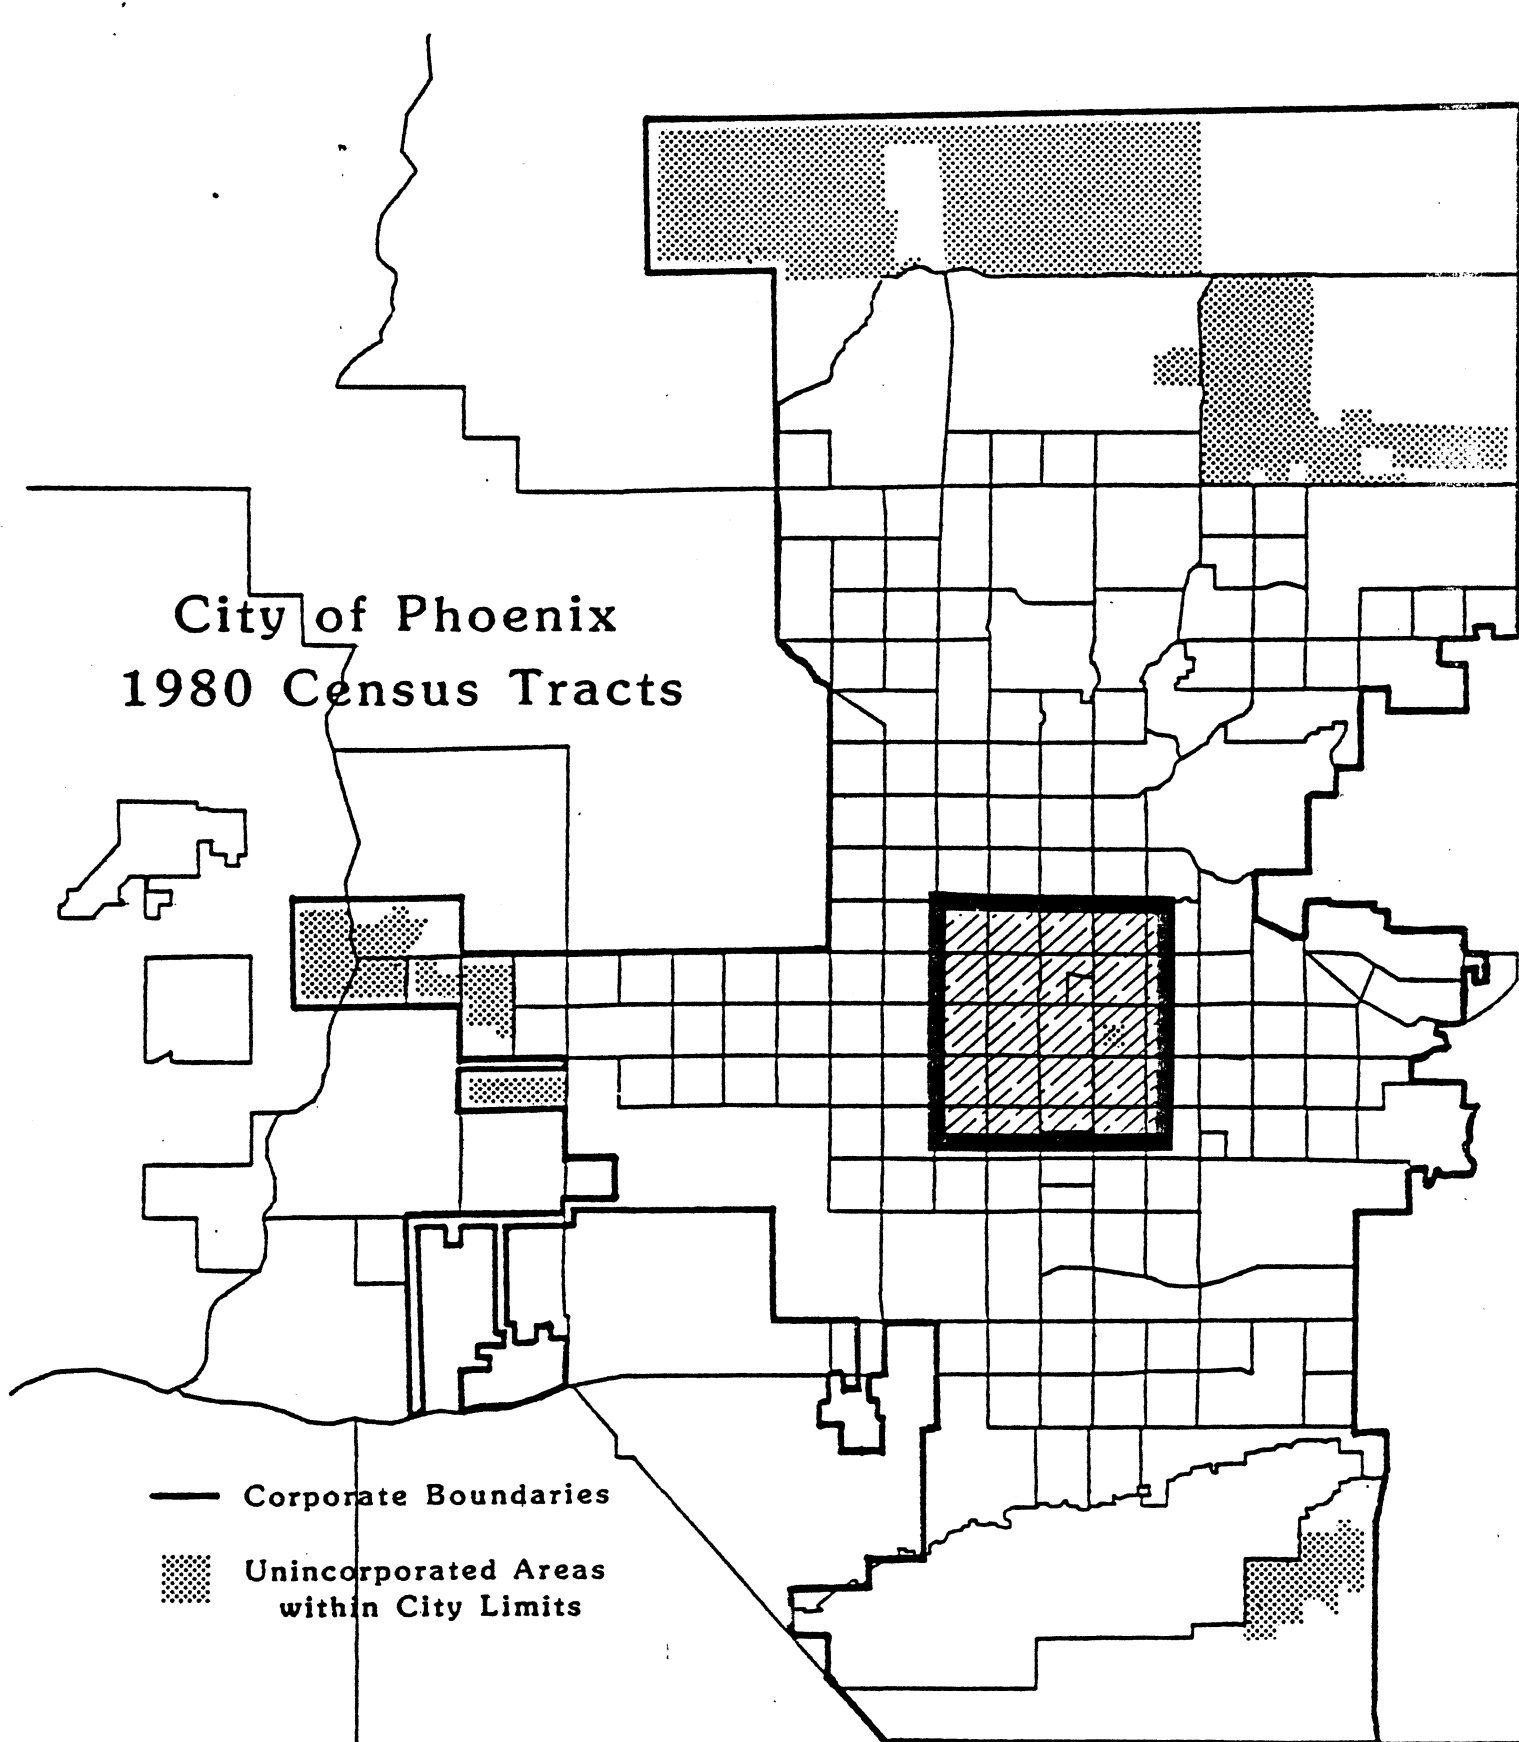 City of Phoenix
1980 Census Tracts
Corporate Boundaries
Unincorporated Areas
within City Limits